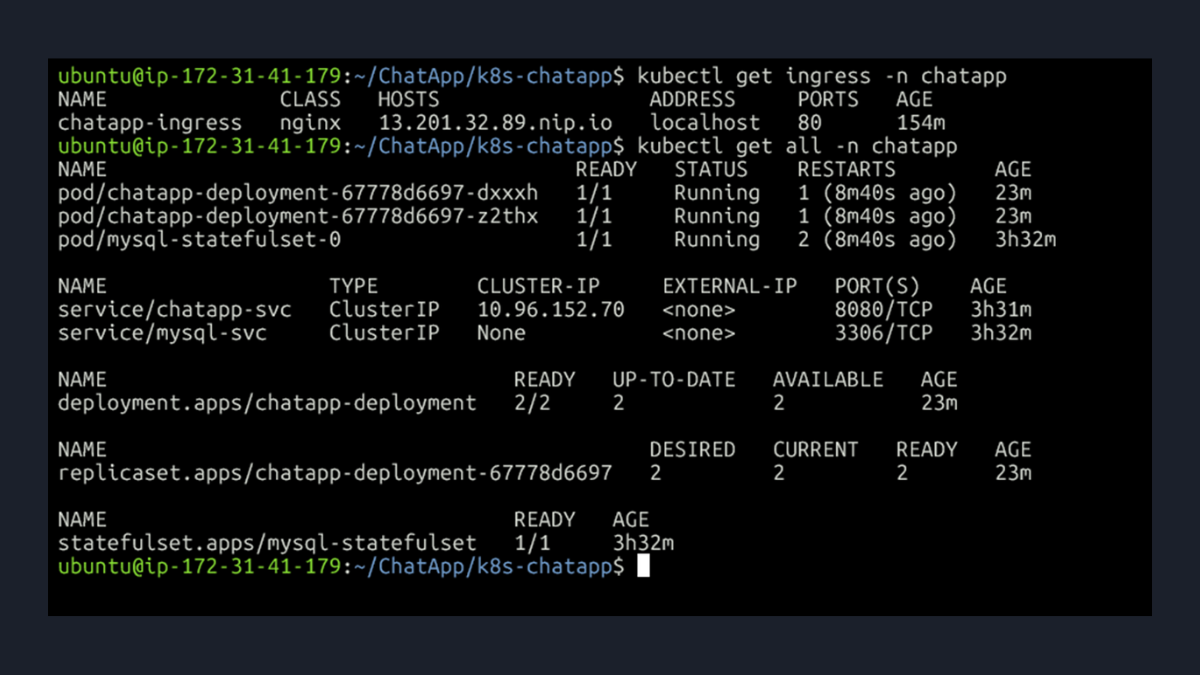 ubuntu@ip-172-31-41-179:~/ChatApp/k8s-chatapp$ kubectl get ingress -n chatapp
NAME CLASS HOSTS ADDRESS PORTS AGE
chatapp-ingress nginx 13.201.32.89.nip.io localhost 80 154m
ubuntu@ip-172-31-41-179:~/ChatApp/k8s-chatapp$ kubectl get all -n chatapp
NAME READY STATUS RESTARTS AGE
pod/chatapp-deployment-67778d6697-dxxxh 1/1 Running 1 (8m40s ago) 23m
pod/chatapp-deployment-67778d6697-z2thx 1/1 Running 1 (8m40s ago) 23m
pod/mysql-statefulset-0 1/1 Running 2 (8m40s ago) 3h32m
NAME TYPE CLUSTER-IP EXTERNAL-IP PORT(S) AGE
service/chatapp-svc ClusterIP 10.96.152.70 <none> 8080/TCP 3h31m
service/mysql-svc ClusterIP None <none> 3306/TCP 3h32m
NAME READY UP-TO-DATE AVAILABLE AGE
deployment.apps/chatapp-deployment 2/2 2 2 23m
NAME DESIRED CURRENT READY AGE
replicaset.apps/chatapp-deployment-67778d6697 2 2 2 23m
NAME READY AGE
statefulset.apps/mysql-statefulset 1/1 3h32m
ubuntu@ip-172-31-41-179:~/ChatApp/k8s-chatapp$